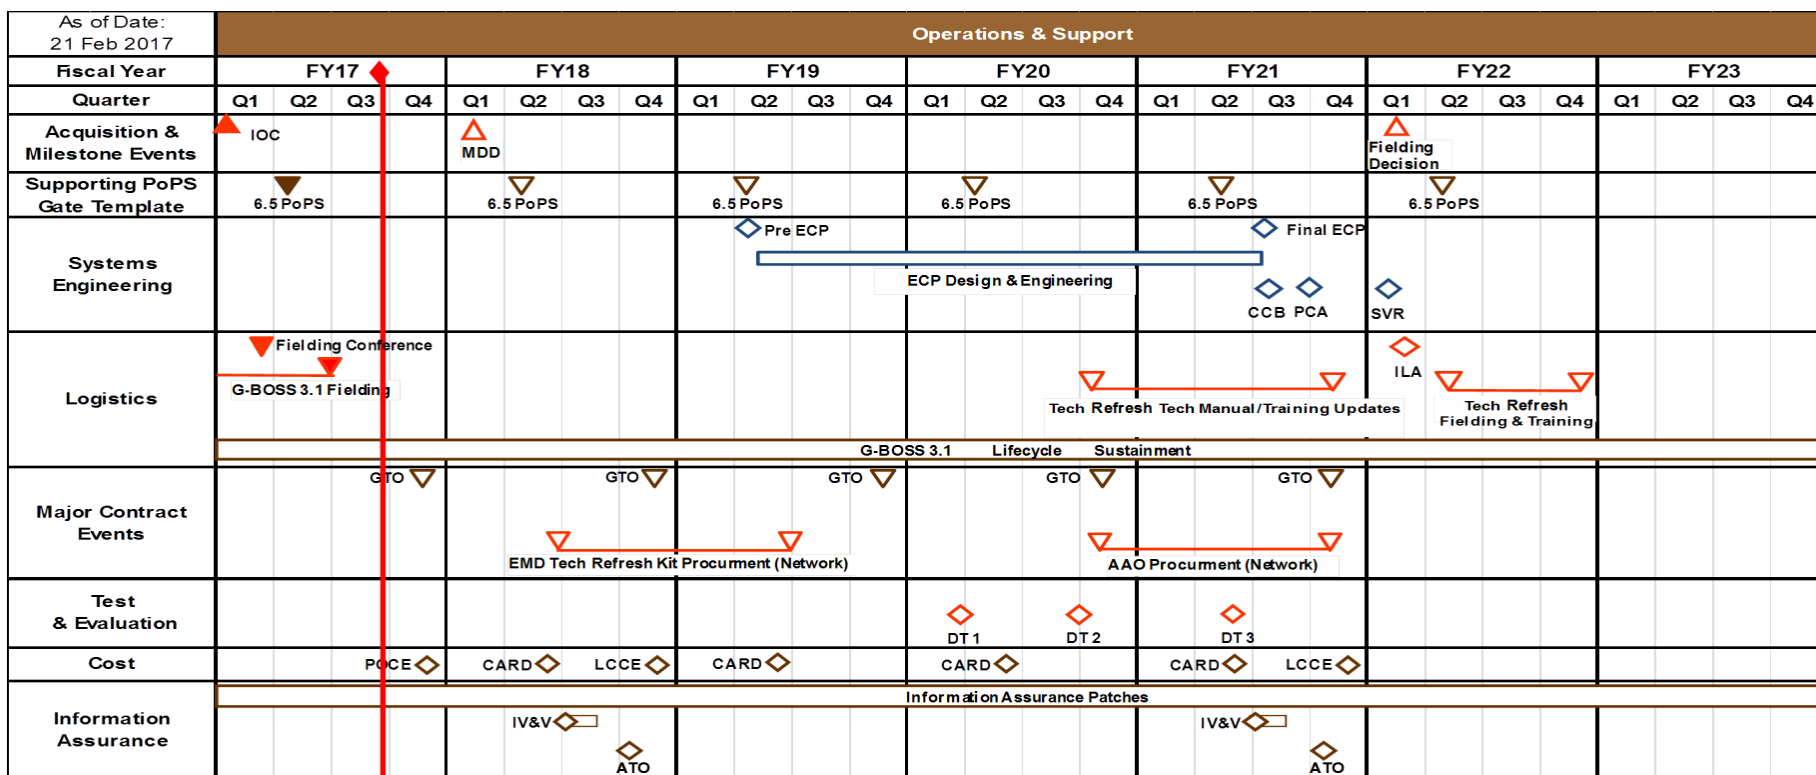 As of Date:
21 Feb 2017
Operations & Support
Fiscal Year
FY17
FY18
FY19
FY20
FY21
FY22
FY23
Quarter
Q1 Q2 Q3 Q4 Q1 Q2 Q3 Q4 Q1 Q2 Q3 Q4 Q1 Q2 Q3 Q4 Q1 Q2 Q3 Q4 Q1 Q2 Q3 Q4 Q1 Q2 Q3 Q4
Acquisition &
Milestone Events
IOC
MDD
Fielding
Decision
Supporting PoPS
Gate Template
6.5 PoPS
6.5 PoPS
6.5 PoPS
6.5 PoPS
6.5 PoPS
6.5 PoPS
Systems
Engineering
Pre ECP
Final ECP
ECP Design & Engineering
CCB
PCA
SVR
Logistics
Fielding Conference
G-BOSS 3.1 Fielding
ILA
Tech Refresh Tech Manual/Training Updates
Tech Refresh
Fielding & Training
G-BOSS 3.1 Lifecycle Sustainment
Major Contract
Events
GTO
GTO
GTO
GTO
GTO
EMD Tech Refresh Kit Procurment (Network)
AAO Procurment (Network)
Test
& Evaluation
DT 1
DT 2
DT 3
Cost
POCE
CARD
LCCE
CARD
CARD
CARD
LCCE
Information
Assurance
Information Assurance Patches
IV&V
IV&V
ATO
ATO